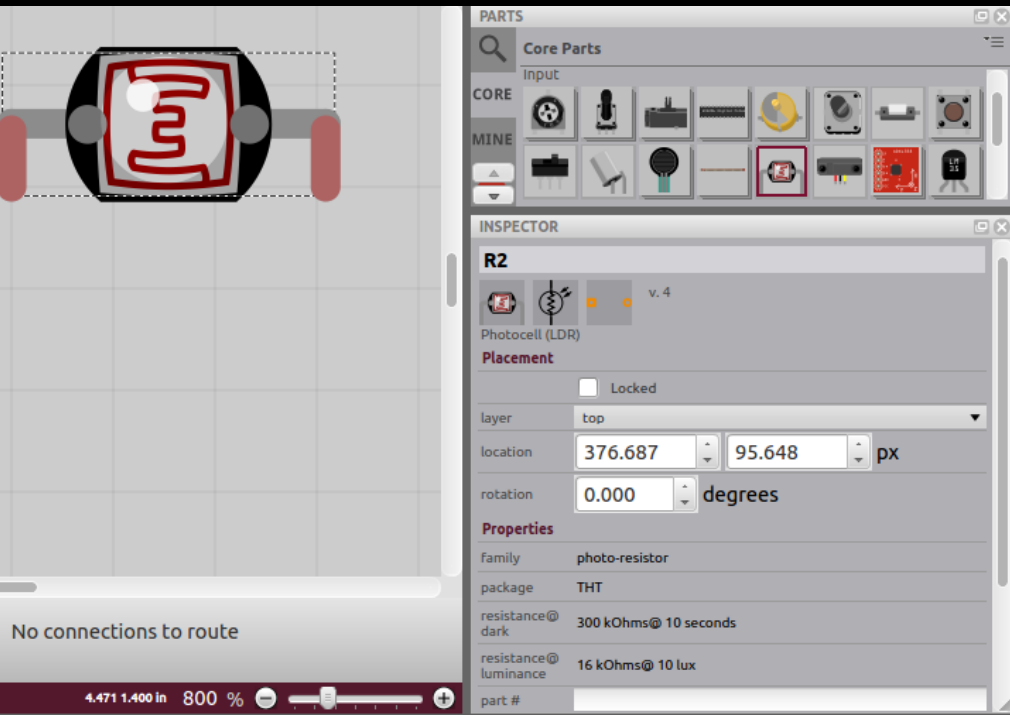 PARTS
Core Parts
Input
CORE
MINE
LM
35
INSPECTOR
R2
v. 4
Photocell (LDR)
Placement
Locked
layer top
location 376.687 95.648 px
rotation 0.000 degrees
Properties
family photo-resistor
package THT
resistance@
dark 300 kOhms@ 10 seconds
resistance@
luminance 16 kOhms@ 10 lux
part #
No connections to route
4.471 1.400 in 800 %